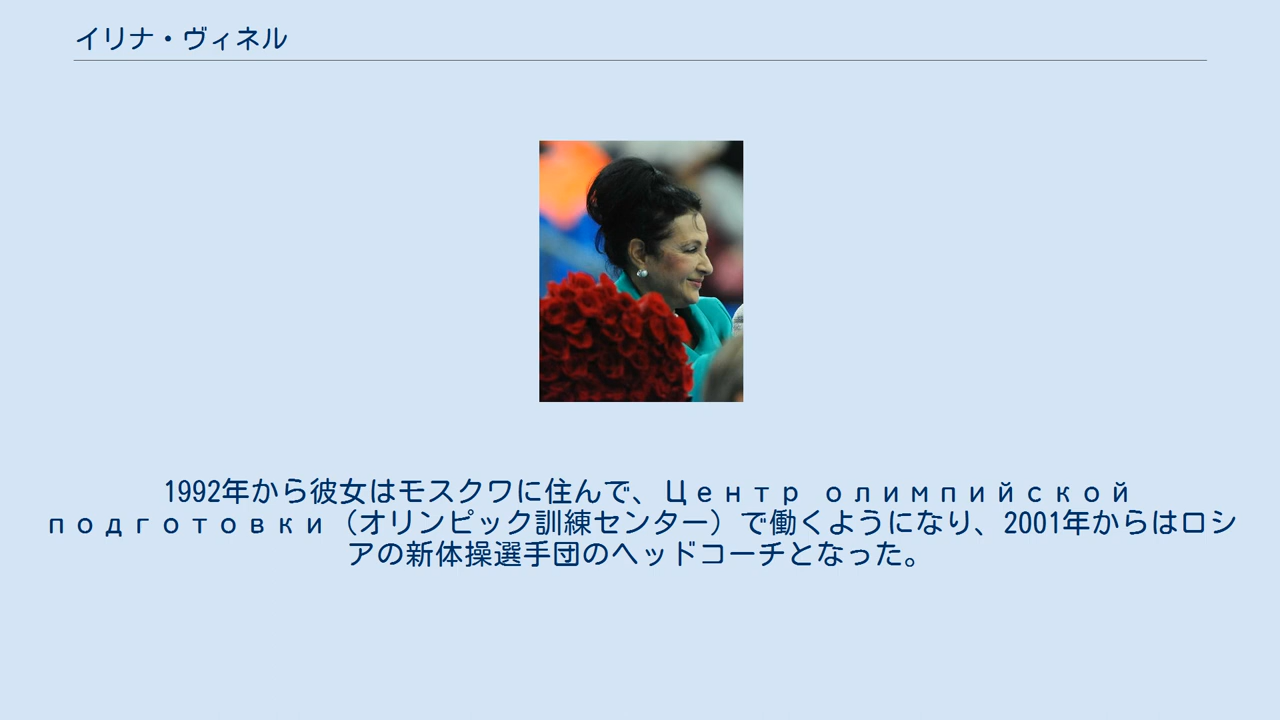 イリナ・ヴィネル
1992年から彼女はモスクワに住んで、Центр олимпийской
подготовки（オリンピック訓練センター）で働くようになり、2001年からはロシ
アの新体操選手団のヘッドコーチとなった。